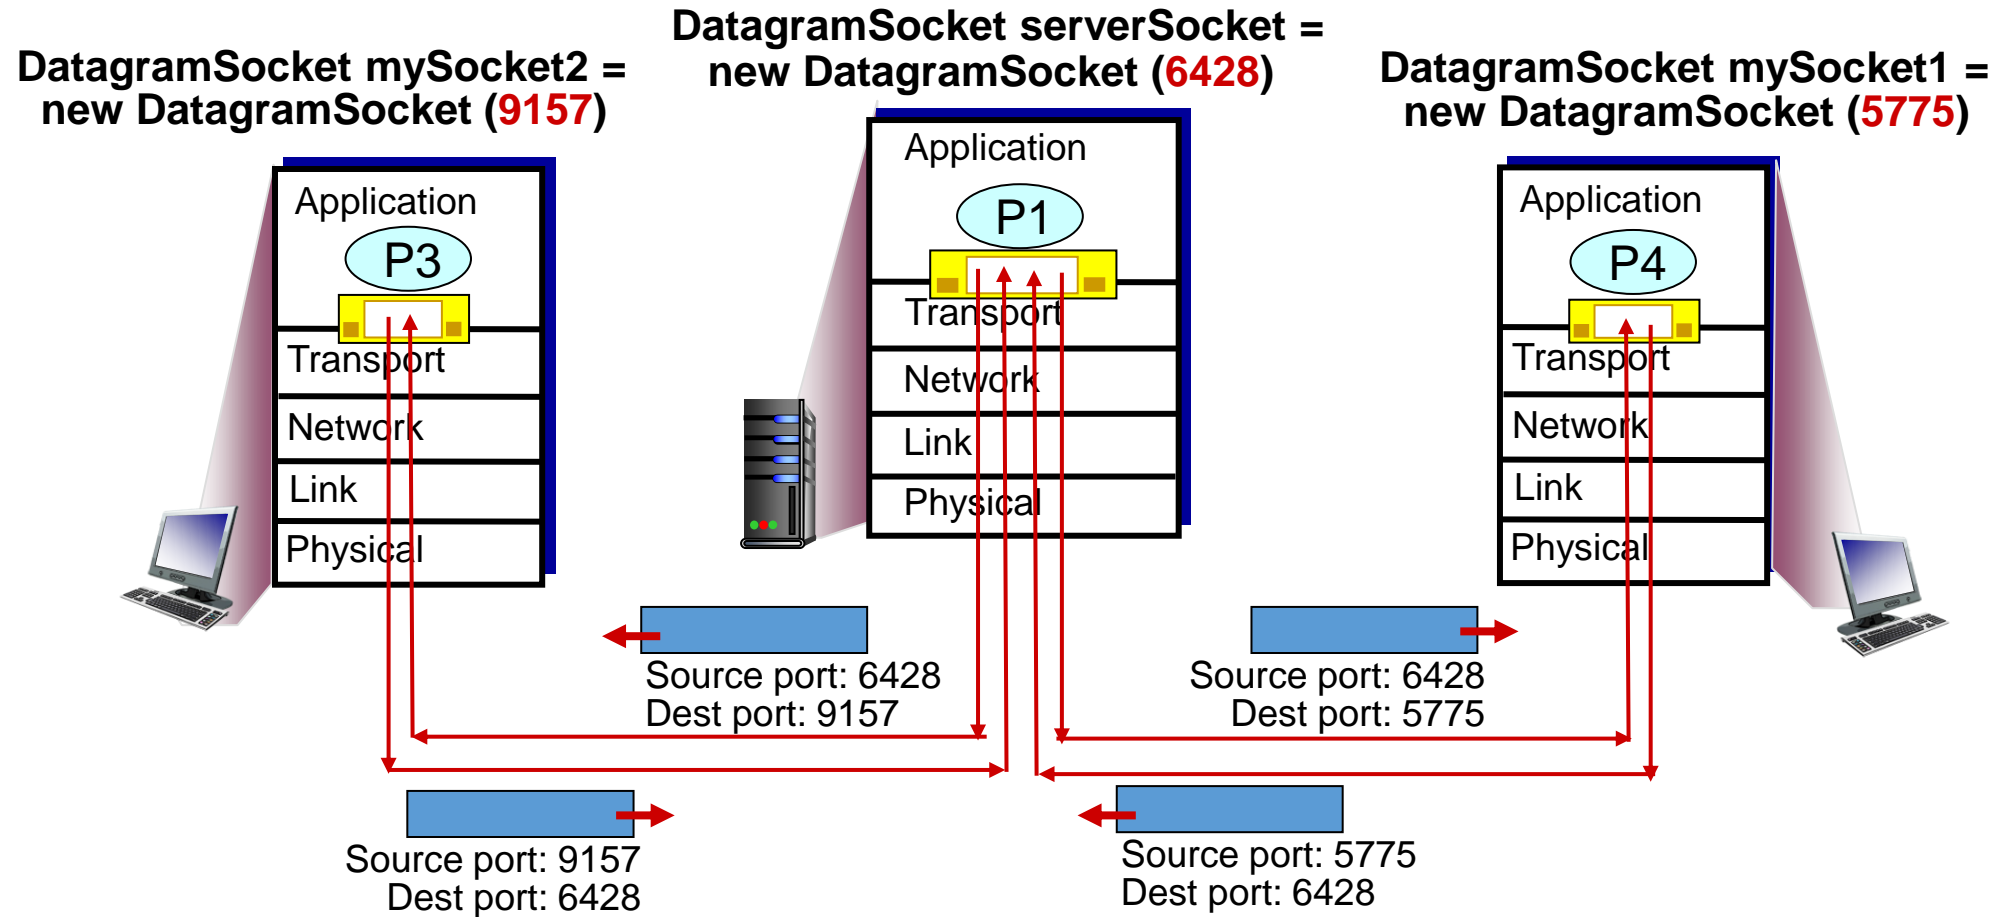 DatagramSocket mySocket2 =
new DatagramSocket (9157)
DatagramSocket serverSocket =
new DatagramSocket (6428)
DatagramSocket mySocket1 =
new DatagramSocket (5775)
Application
P3
Transport
Network
Link
Physical
Application
P1
Transport
Network
Link
Physical
Application
P4
Transport
Network
Link
Physical
Source port: 6428
Dest port: 9157
Source port: 6428
Dest port: 5775
Source port: 9157
Dest port: 6428
Source port: 5775
Dest port: 6428